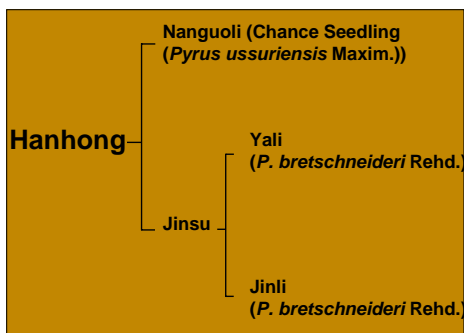 Nanguoli (Chance Seedling
(Pyrus ussuriensis Maxim.))
Hanhong
Yali
(P. bretschneideri Rehd.)
Jinsu
Jinli
(P. bretschneideri Rehd.)